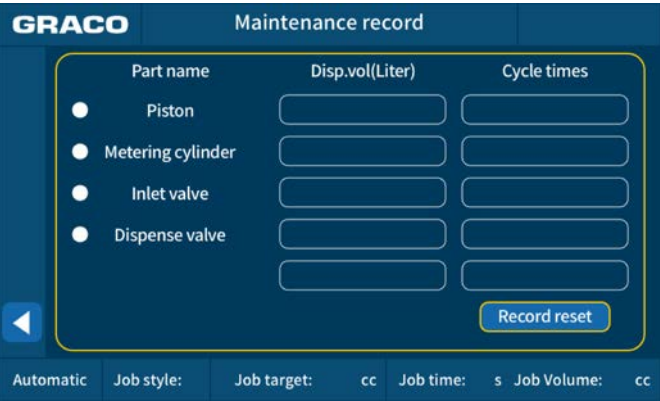 GRACO Maintenance record
Part name Disp.vol(Liter) Cycle times
Piston
Metering cylinder
Inlet valve
Dispense valve
Record reset
Automatic Job style: Job target: cc Job time: s Job Volume: cc